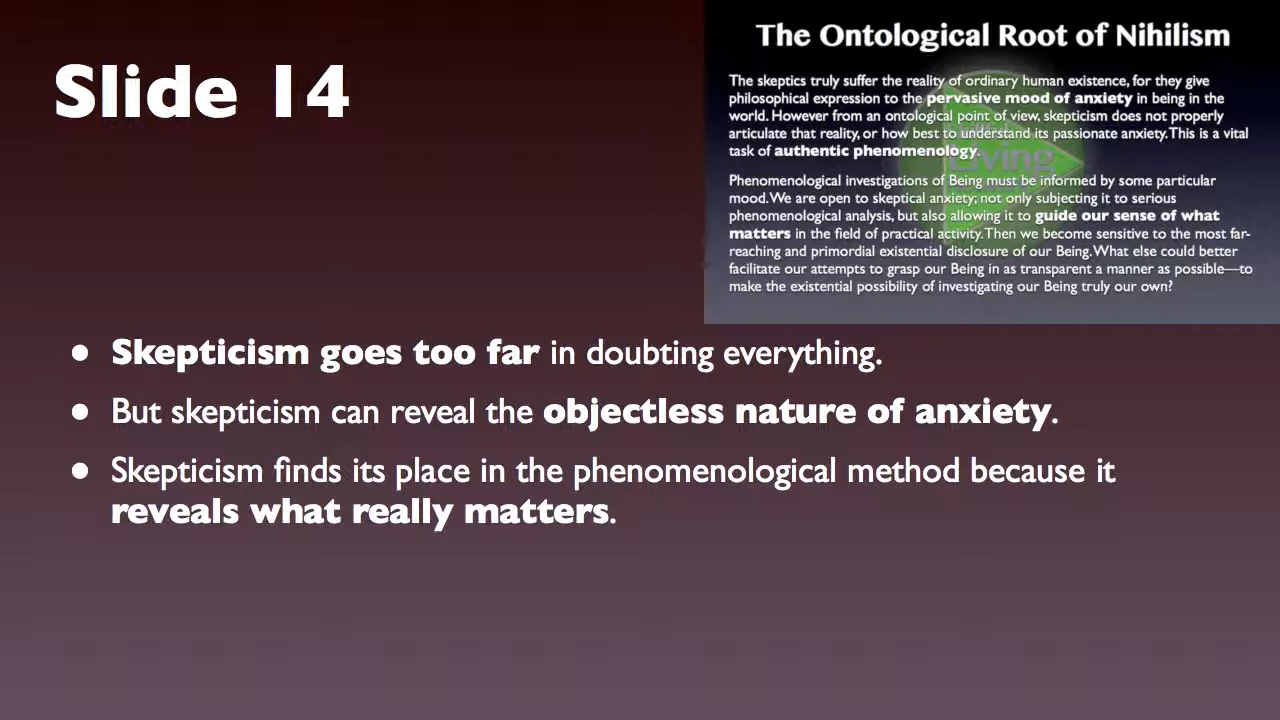 Slide 14
The Ontological Root of Nihilism
The skeptics truly suffer the reality of ordinary human existence, for they give
philosophical expression to the pervasive mood of anxiety in being in the
world. However from an ontological point of view, skepticism does not properly
articulate that reality, or how best to understand its passionate anxiety. This is a vital
task of authentic phenomenology.
Phenomenological investigations of Being must be informed by some particular
mood. We are open to skeptical anxiety; not only subjecting it to serious
phenomenological analysis, but also allowing it to guide our sense of what
matters in the field of practical activity. Then we become sensitive to the most far-
reaching and primordial existential disclosure of our Being. What else could better
facilitate our attempts to grasp our Being in as transparent a manner as possible—to
make the existential possibility of investigating our Being truly our own?
Living
● Skepticism goes too far in doubting everything.
● But skepticism can reveal the objectless nature of anxiety.
● Skepticism finds its place in the phenomenological method because it
reveals what really matters.